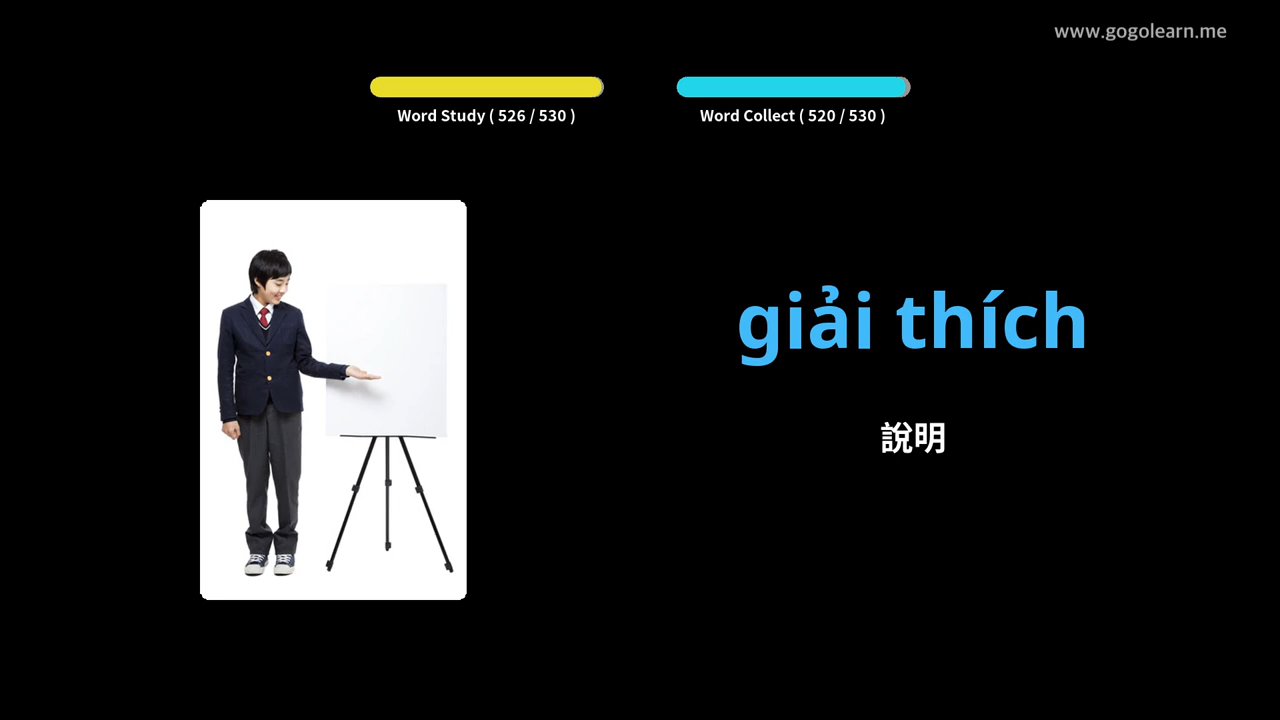 www.gogolearn.me
Word Study ( 526 / 530 )
Word Collect ( 520 / 530 )
giải thích
說明